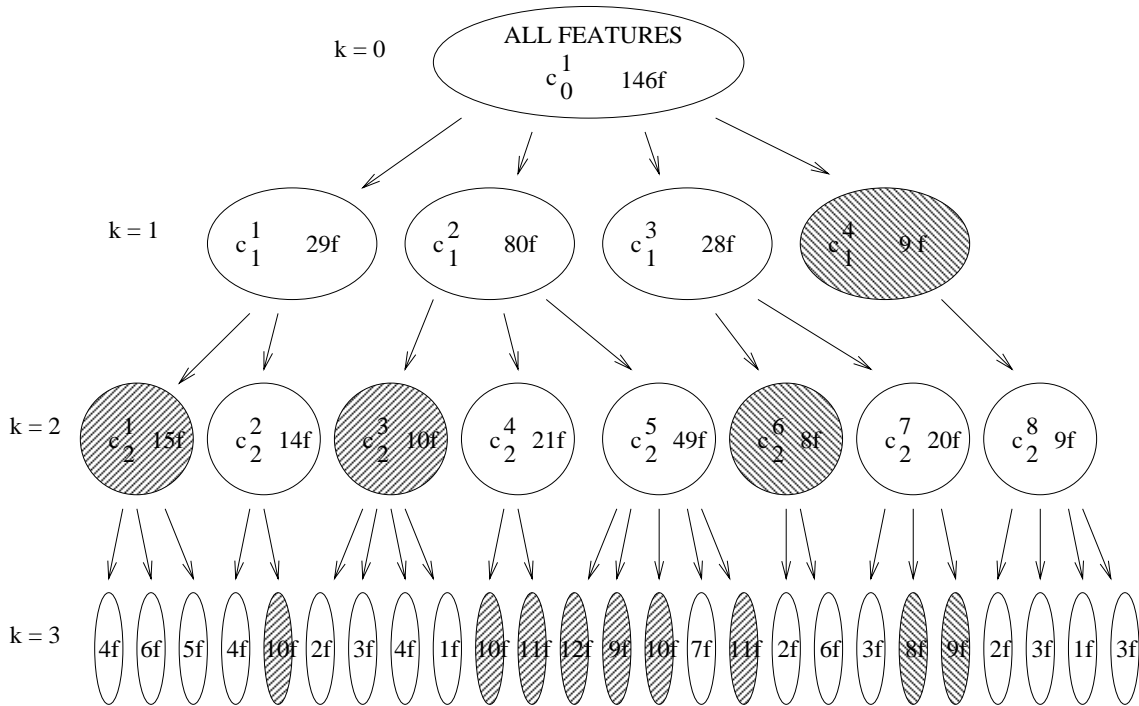 ALL FEATURES
k = 0
c 1 0 146f
k = 1
c 1 1 29f
c 2 1 80f
c 3 1 28f
c 4 1 9 f
k = 2
c 1 2 15f
c 2 2 14f
c 3 2 10f
c 4 2 21f
c 5 2 49f
c 6 2 8f
c 7 2 20f
c 8 2 9f
k = 3
4f 6f 5f 4f 10f 2f 3f 4f 1f 10f 11f 12f 9f 10f 7f 11f 2f 6f 3f 8f 9f 2f 3f 1f 3f